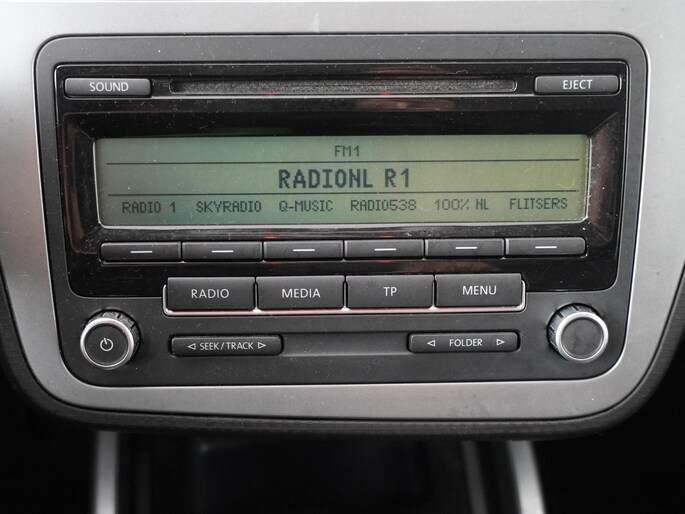 SOUND EJECT
FM1
RADIONL R1
RADIO 1 SKYRADIO Q-MUSIC RADIO538 100% NL FLITSERS
RADIO MEDIA TP MENU
SEEK/TRACK FOLDER